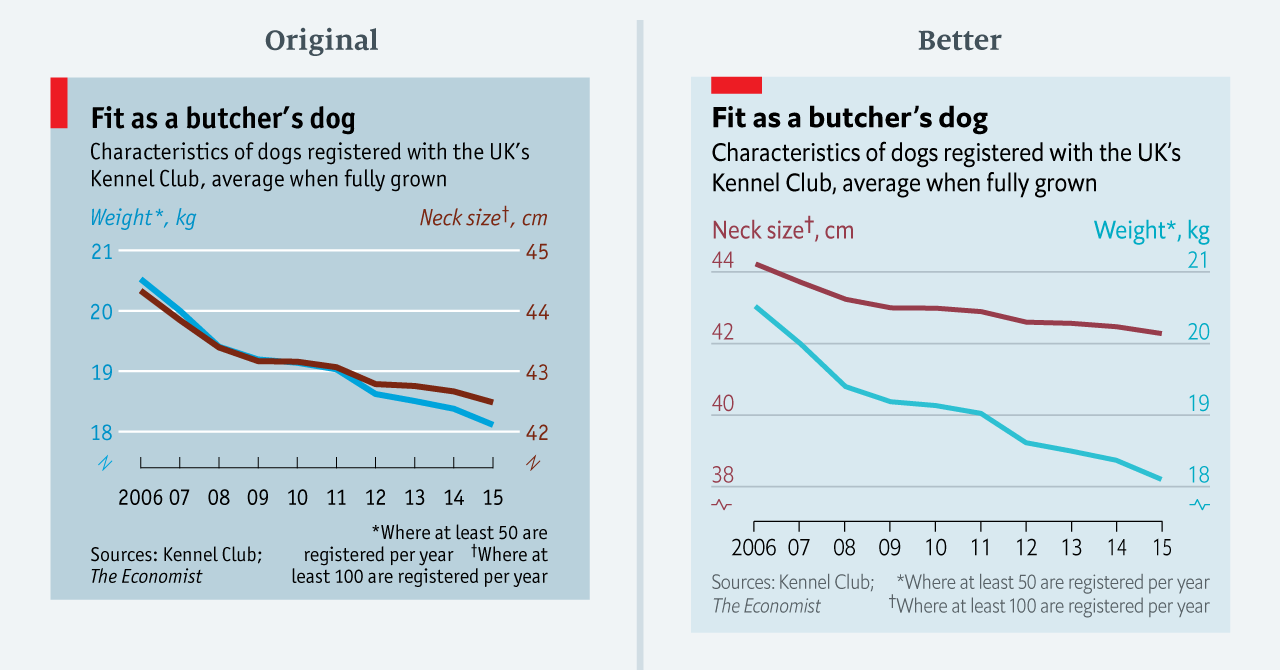 Original
Fit as a butcher's dog
Characteristics of dogs registered with the UK's
Kennel Club, average when fully grown
Weight*, kg Neck size†, cm
21 45
20 44
19 43
18 42
2006 07 08 09 10 11 12 13 14 15
*Where at least 50 are
Sources: Kennel Club; registered per year †Where at
The Economist least 100 are registered per year
Better
Fit as a butcher's dog
Characteristics of dogs registered with the UK's
Kennel Club, average when fully grown
Neck size†, cm Weight*, kg
44 21
42 20
40 19
38 18
2006 07 08 09 10 11 12 13 14 15
Sources: Kennel Club; *Where at least 50 are registered per year
The Economist †Where at least 100 are registered per year